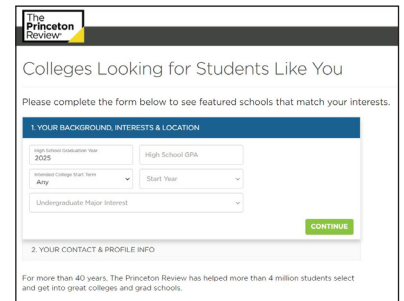 The
Princeton
Review®
Colleges Looking for Students Like You
Please complete the form below to see featured schools that match your interests.
1. YOUR BACKGROUND, INTERESTS & LOCATION
High School Graduation Year
2025
High School GPA
Intended College Start Term
Any
Start Year
Undergraduate Major Interest
CONTINUE
2. YOUR CONTACT & PROFILE INFO
For more than 40 years, The Princeton Review has helped more than 4 million students select
and get into great colleges and grad schools.